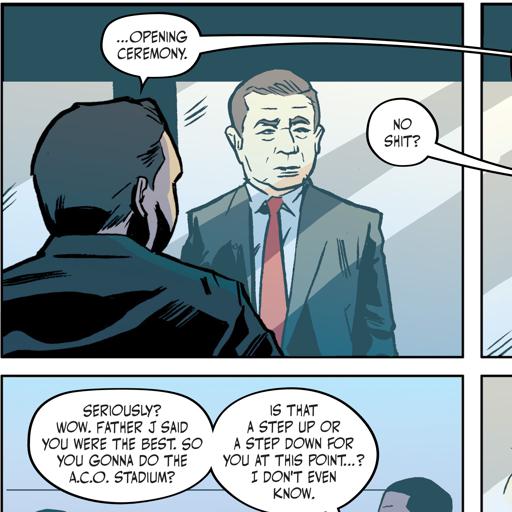 ...OPENING
CEREMONY.
NO
SHIT?
SERIOUSLY?
WOW. FATHER J SAID
YOU WERE THE BEST. SO
YOU GONNA DO THE
A.C.O. STADIUM?
IS THAT
A STEP UP OR
A STEP DOWN FOR
YOU AT THIS POINT...?
I DON'T EVEN
KNOW.